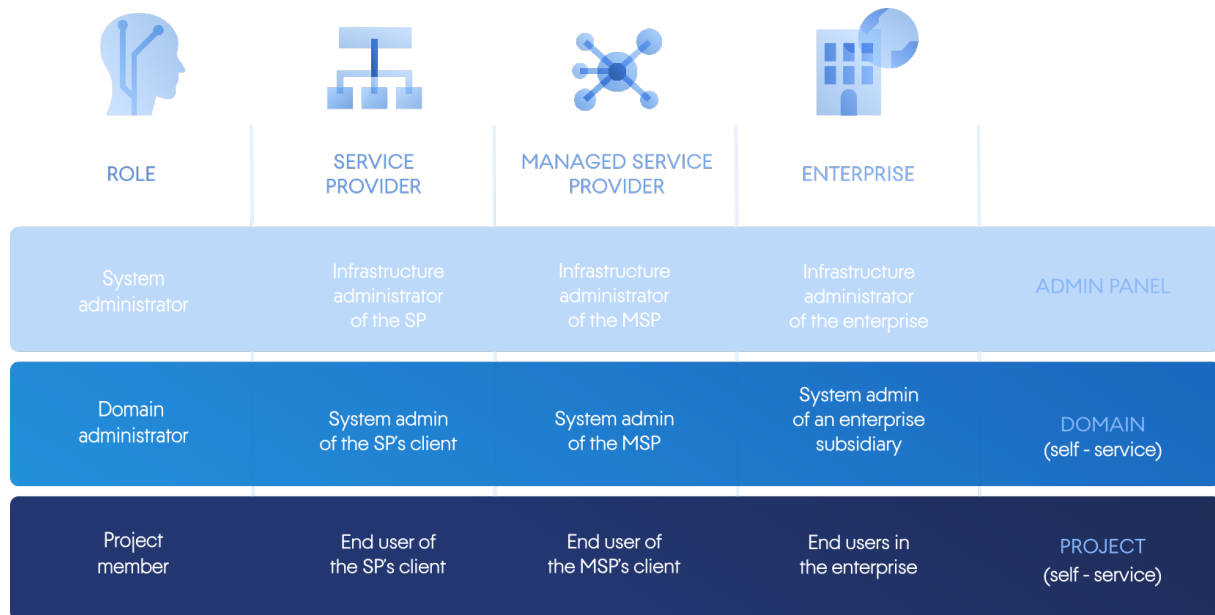 ROLE
SERVICE
PROVIDER
MANAGED SERVICE
PROVIDER
ENTERPRISE
System
administrator
Infrastructure
administrator
of the SP
Infrastructure
administrator
of the MSP
Infrastructure
administrator
of the enterprise
ADMIN PANEL
Domain
administrator
System admin
of the SP's client
System admin
of the MSP
System admin
of an enterprise
subsidiary
DOMAIN
(self - service)
Project
member
End user of
the SP's client
End user of
the MSP's client
End users in
the enterprise
PROJECT
(self - service)